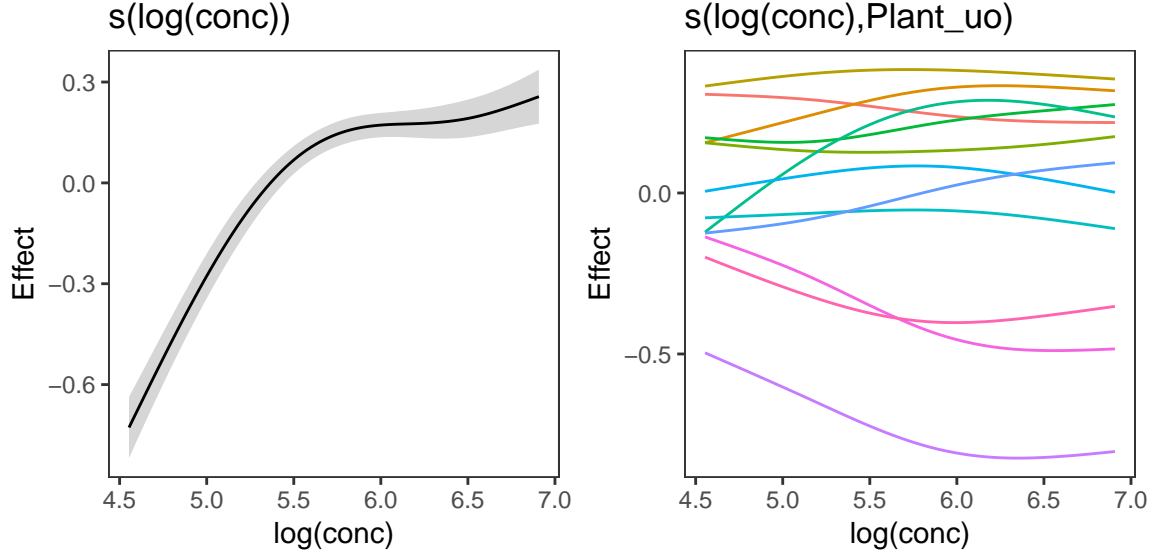 s(log(conc))
Effect
0.3
0.0
−0.3
−0.6
4.5 5.0 5.5 6.0 6.5 7.0
log(conc)
s(log(conc),Plant_uo)
Effect
0.0
−0.5
4.5 5.0 5.5 6.0 6.5 7.0
log(conc)